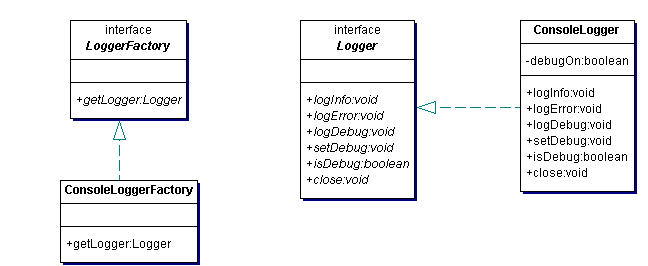 interface
LoggerFactory
+getLogger:Logger
ConsoleLoggerFactory
+getLogger:Logger
interface
Logger
+logInfo:void
+logError:void
+logDebug:void
+setDebug:void
+isDebug:boolean
+close:void
ConsoleLogger
-debugOn:boolean
+logInfo:void
+logError:void
+logDebug:void
+setDebug:void
+isDebug:boolean
+close:void